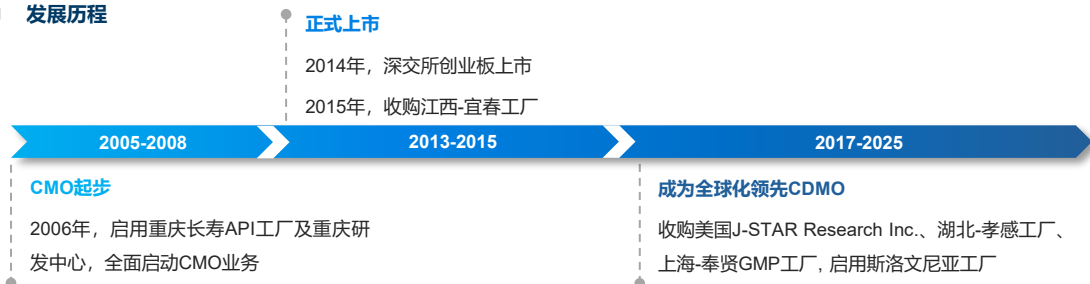 发展历程
正式上市
2014年，深交所创业板上市
2015年，收购江西-宜春工厂
2005-2008
2013-2015
2017-2025
CMO起步
2006年，启用重庆长寿API工厂及重庆研
发中心，全面启动CMO业务
成为全球化领先CDMO
收购美国J-STAR Research Inc.、湖北-孝感工厂、
上海-奉贤GMP工厂, 启用斯洛文尼亚工厂